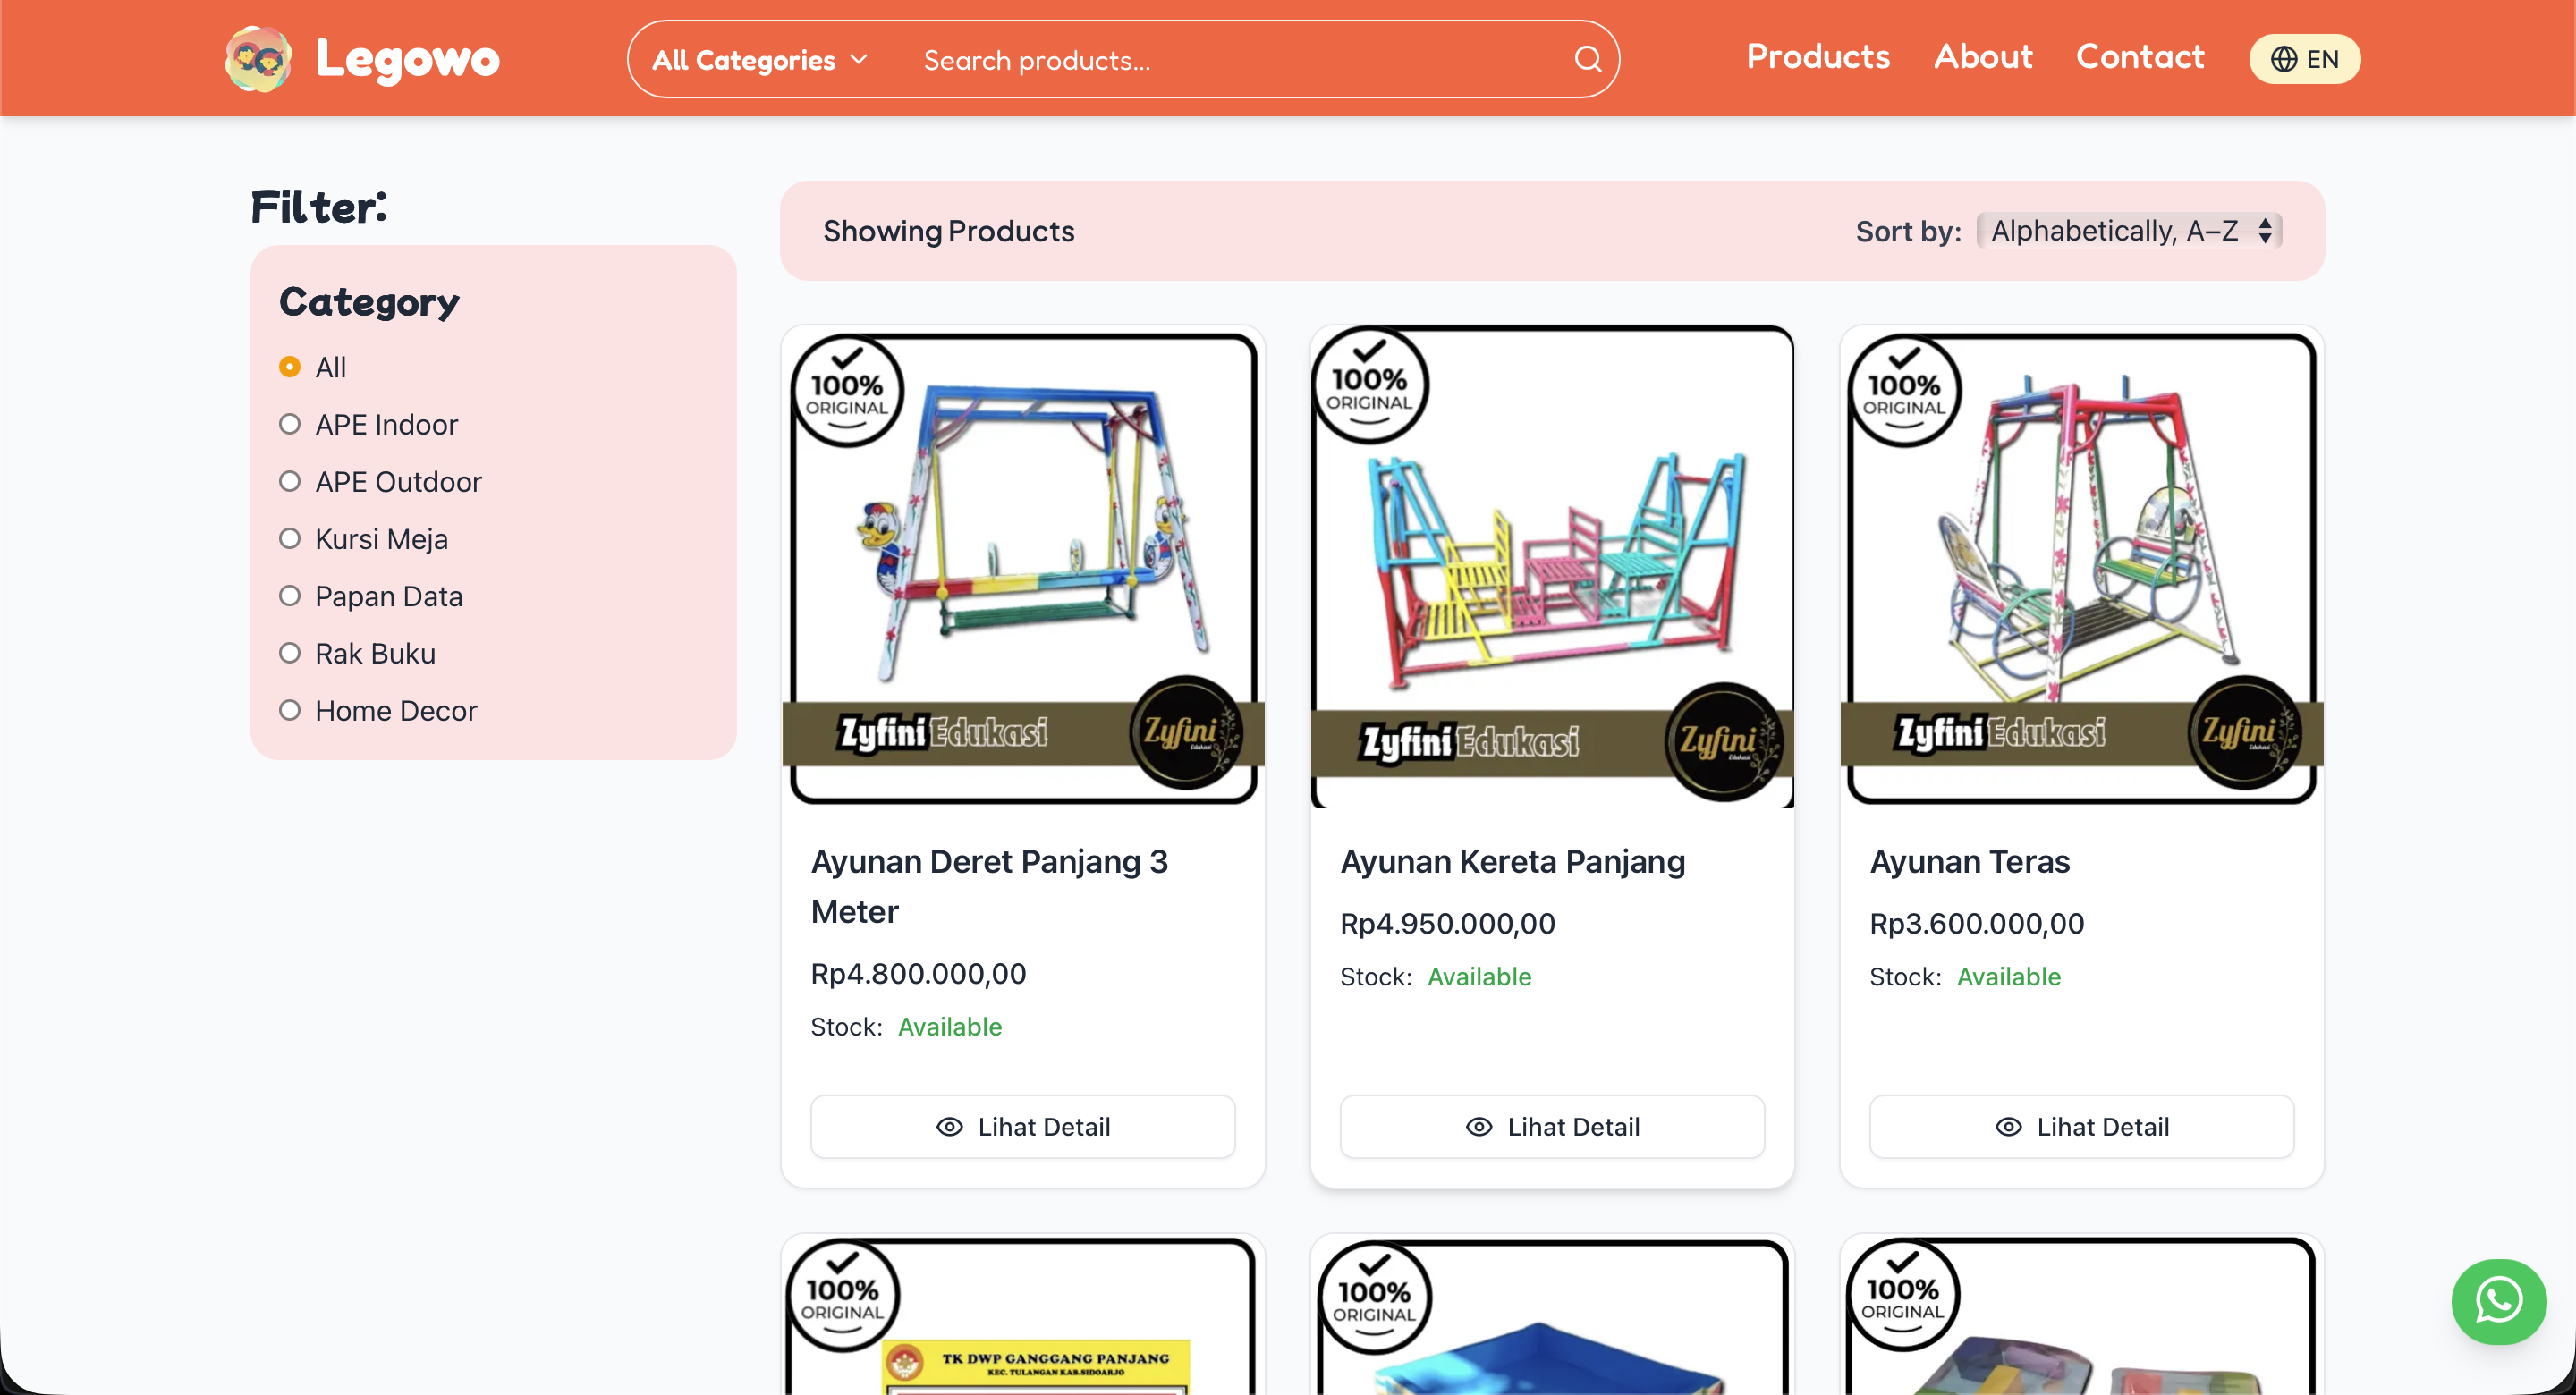 Legowo
All Categories
Search products...
Products
About
Contact
EN
Filter:
Category
All
APE Indoor
APE Outdoor
Kursi Meja
Papan Data
Rak Buku
Home Decor
Showing Products
Sort by: Alphabetically, A–Z
100%
ORIGINAL
Zyfini Edukasi
Zyfini
Edukasi
Ayunan Deret Panjang 3
Meter
Rp4.800.000,00
Stock: Available
Lihat Detail
100%
ORIGINAL
Zyfini Edukasi
Zyfini
Edukasi
Ayunan Kereta Panjang
Rp4.950.000,00
Stock: Available
Lihat Detail
100%
ORIGINAL
Zyfini Edukasi
Zyfini
Edukasi
Ayunan Teras
Rp3.600.000,00
Stock: Available
Lihat Detail
100%
ORIGINAL
TK DWP GANGGANG PANJANG
KEC. TULANGAN KAB.SIDOARJO
100%
ORIGINAL
100%
ORIGINAL